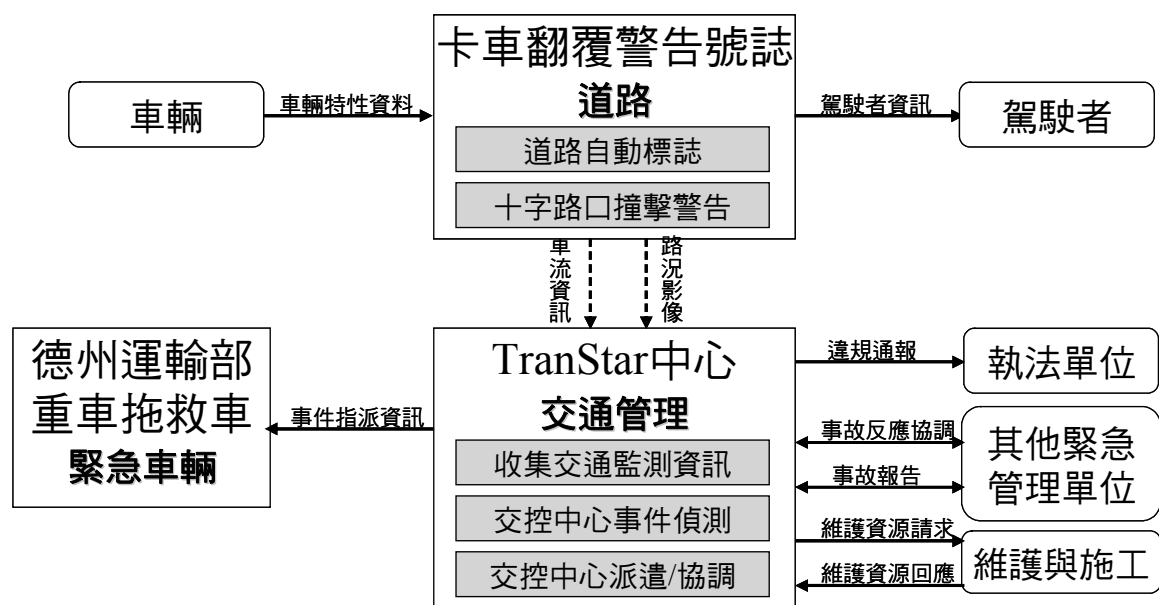 卡車翻覆警告號誌
道路
車輛
車輛特性資料
駕駛者資訊
駕駛者
道路自動標誌
十字路口撞擊警告
車流資訊
路況影像
德州運輸部
重車拖救車
緊急車輛
事件指派資訊
TranStar中心
交通管理
收集交通監測資訊
交控中心事件偵測
交控中心派遣/協調
違規通報
執法單位
事故反應協調
事故報告
其他緊急
管理單位
維護資源請求
維護資源回應
維護與施工